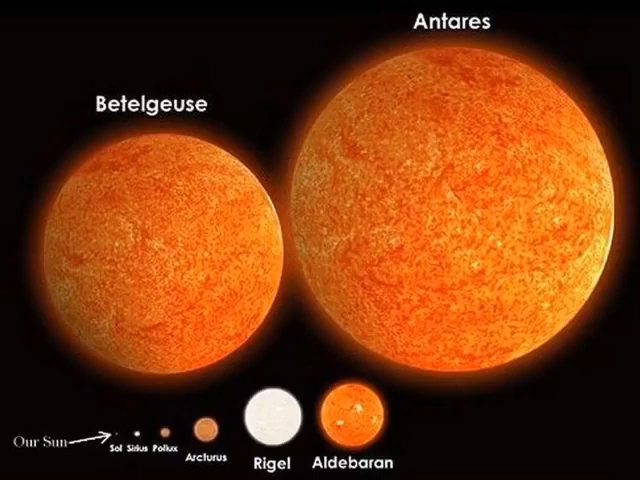 Antares
Betelgeuse
Our Sun
Sol Sirius Pollux
Arcturus
Rigel
Aldebaran